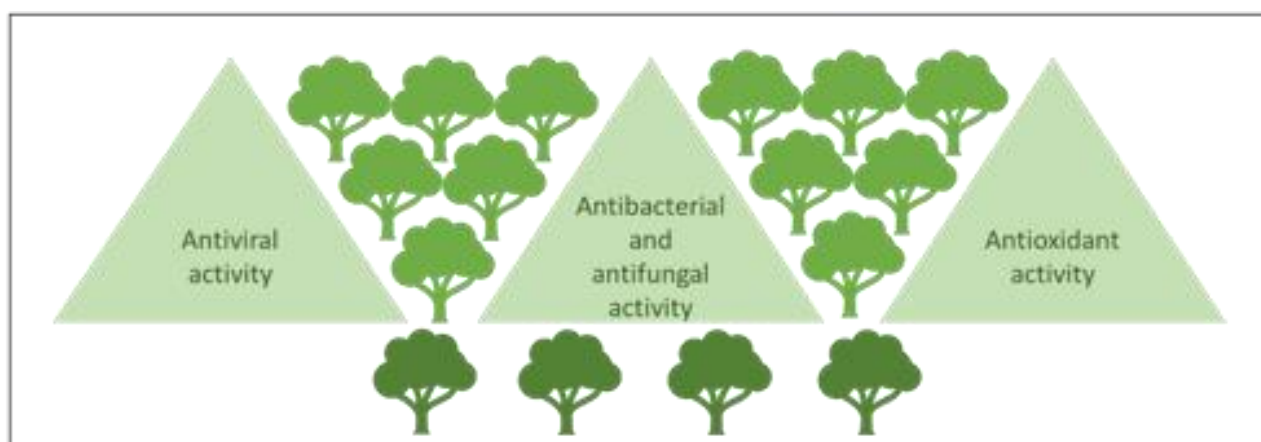 Antiviral
activity
Antibacterial
and
antifungal
activity
Antioxidant
activity